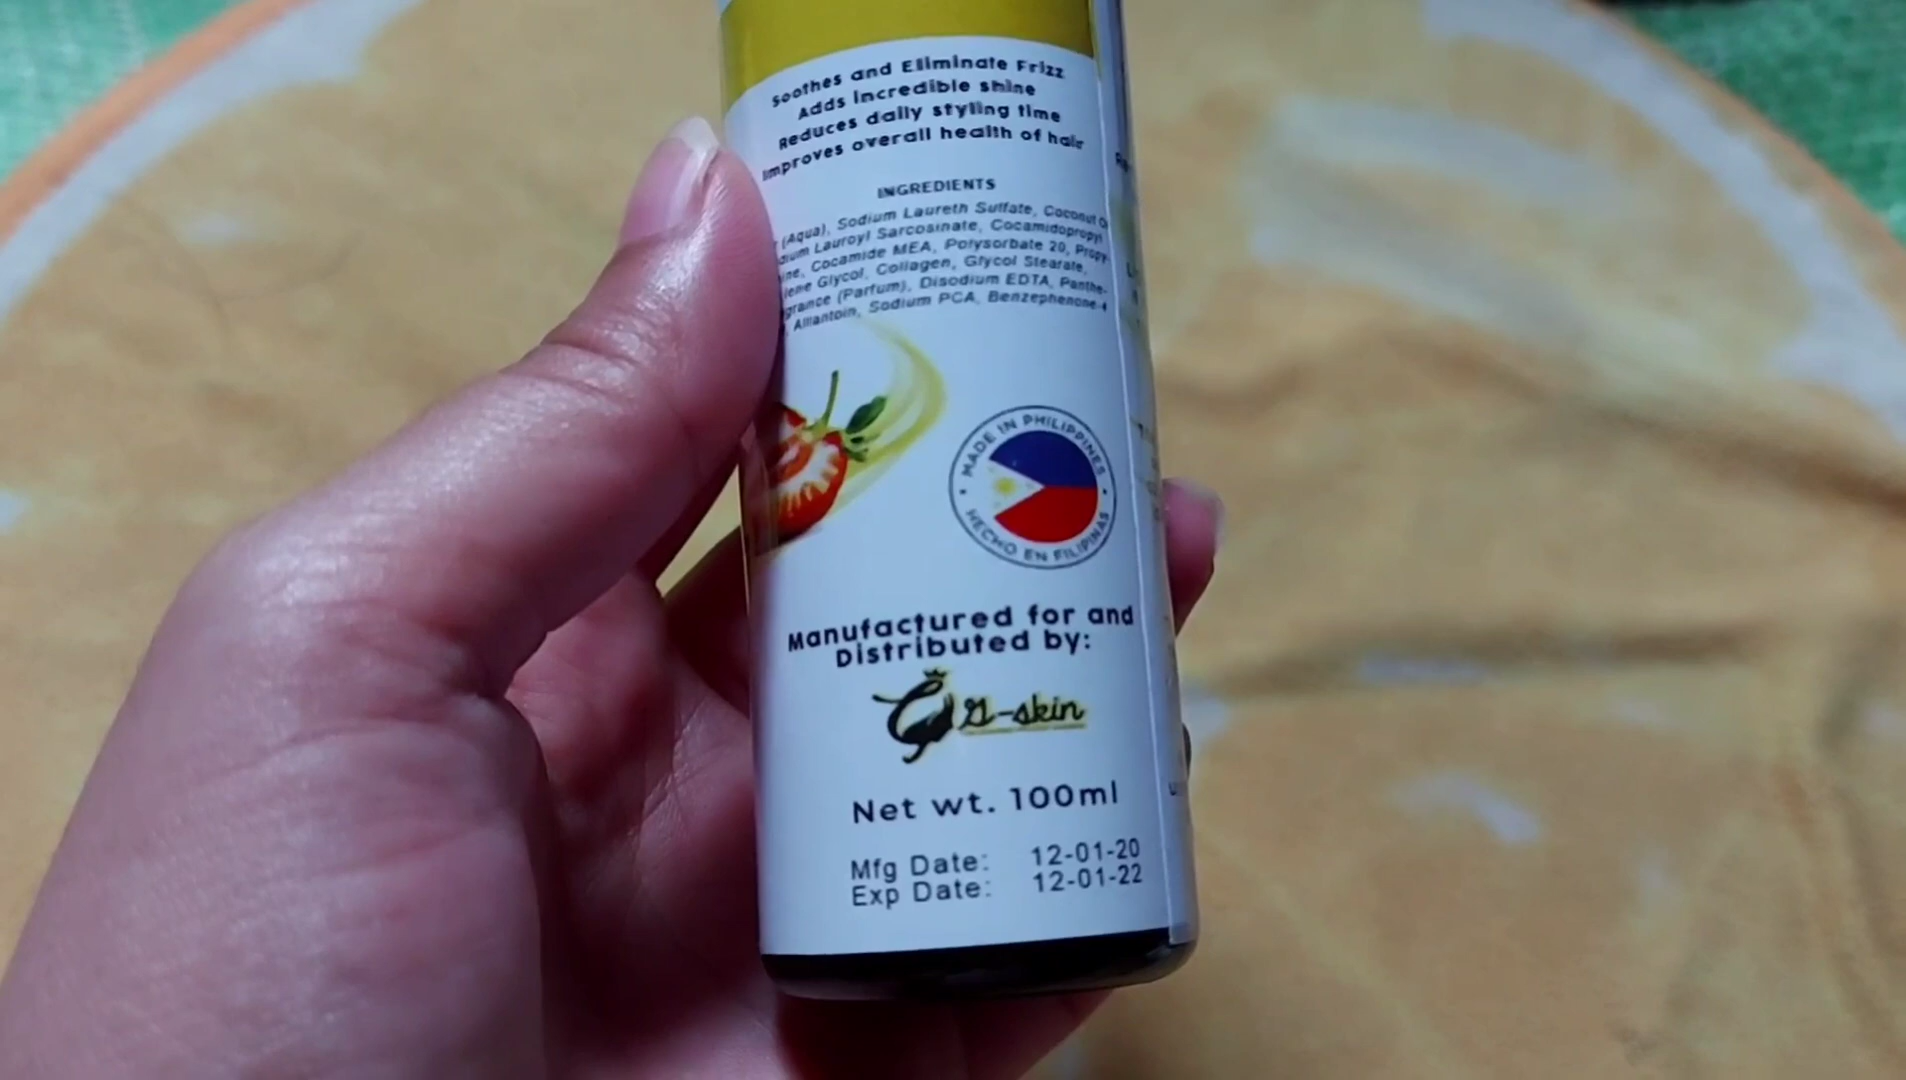 Soothes and Eliminate Frizz
Adds incredible shine
Reduces daily styling time
Improves overall health of hair
INGREDIENTS
(Aqua), Sodium Laureth Sulfate, Coconut
Lauroyl Sarcosinate, Cocamidopropyl
Cocamide MEA, Polysorbate 20, Propy-
Glycol, Collagen, Glycol Stearate,
(Parfum), Disodium EDTA, Panthe-
Allantoin, Sodium PCA, Benzephenone-4
MADE IN PHILIPPINES
HECHO EN FILIPINAS
Manufactured for and
Distributed by:
G-skin
Net wt. 100ml
Mfg Date: 12-01-20
Exp Date: 12-01-22